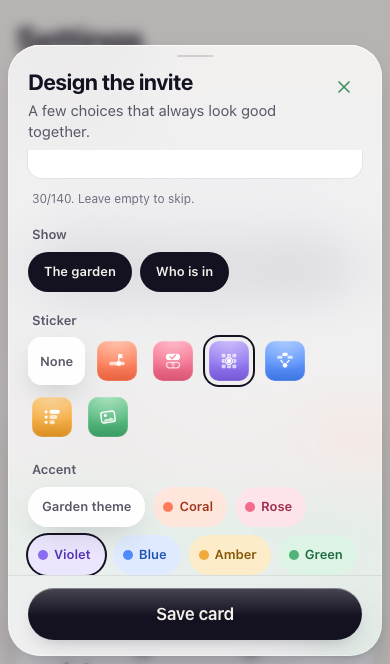 Settings
Design the invite
A few choices that always look good
together.
30/140. Leave empty to skip.
Show
The garden
Who is in
Sticker
None
Accent
Garden theme
Coral
Rose
Violet
Blue
Amber
Green
Save card